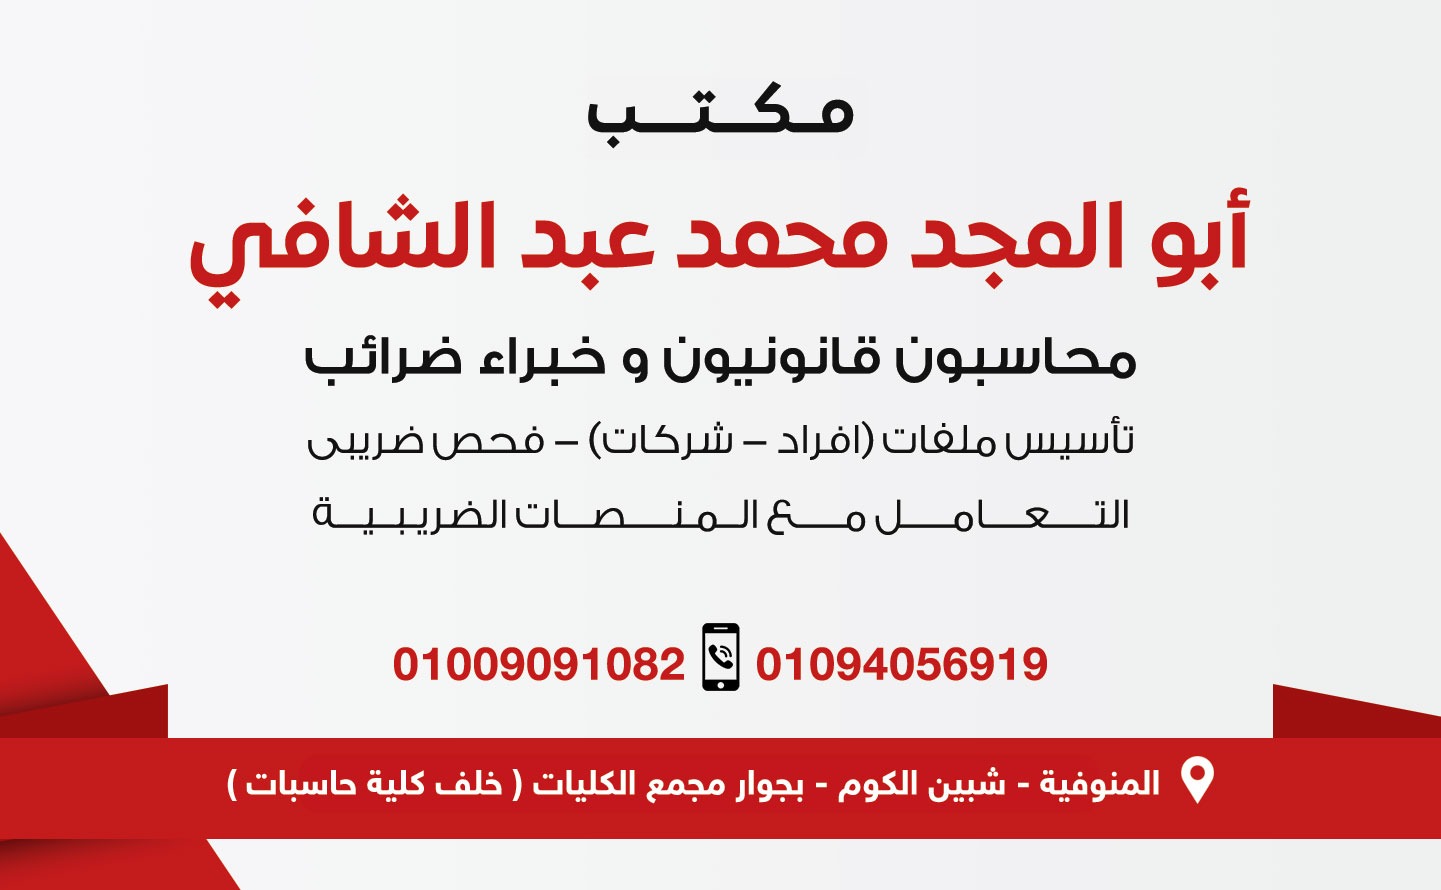 مكتب
أبو المجد محمد عبد الشافي
محاسبون قانونيون و خبراء ضرائب
تأسيس ملفات (افراد – شركات) – فحص ضريبى
التعامل مع المنصات الضريبية
01009091082 01094056919
المنوفية - شبين الكوم - بجوار مجمع الكليات ( خلف كلية حاسبات )